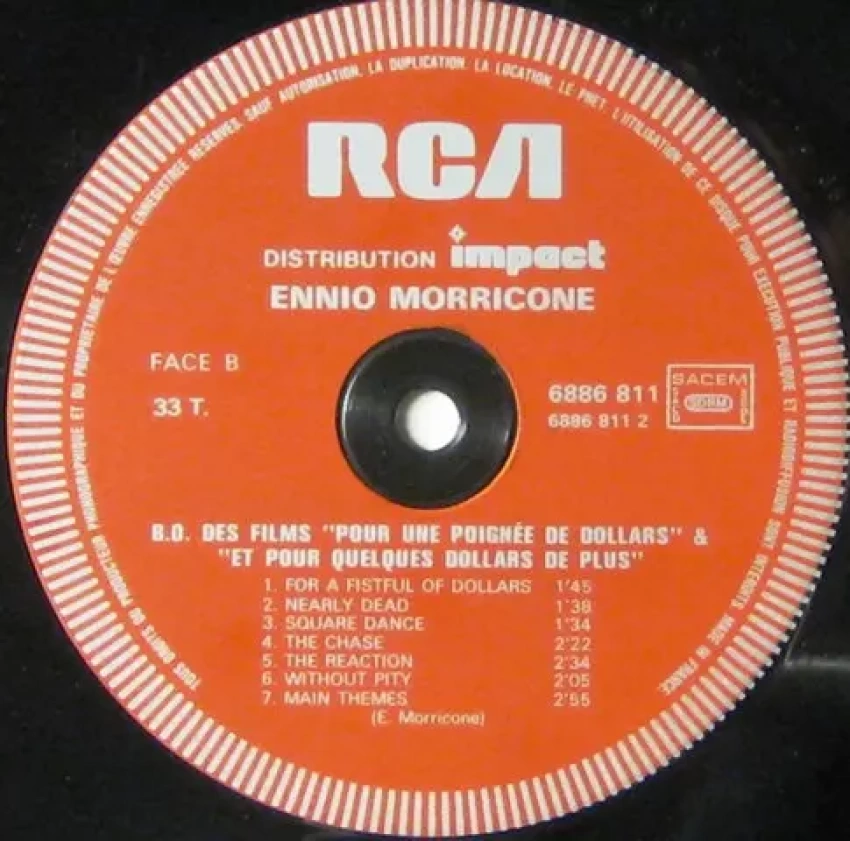 TOUS DROITS DU PRODUCTEUR PHONOGRAPHIQUE ET DU PROPRIETAIRE DE L'ŒUVRE ENREGISTREE RESERVES. SAUF AUTORISATION, LA DUPLICATION, LA LOCATION, LE PRET, L'UTILISATION DE CE DISQUE POUR EXECUTION PUBLIQUE ET RADIODIFFUSION SONT INTERDITS. MADE IN FRANCE.
RCA
DISTRIBUTION impact
ENNIO MORRICONE
FACE B
33 T.
6886 811
6886 811 2
SACEM
SACD
SDRM
SGDL
B.O. DES FILMS "POUR UNE POIGNÉE DE DOLLARS" &
"ET POUR QUELQUES DOLLARS DE PLUS"
1. FOR A FISTFUL OF DOLLARS 1'45
2. NEARLY DEAD 1'38
3. SQUARE DANCE 1'34
4. THE CHASE 2'22
5. THE REACTION 2'34
6. WITHOUT PITY 2'05
7. MAIN THEMES 2'55
(E. Morricone)